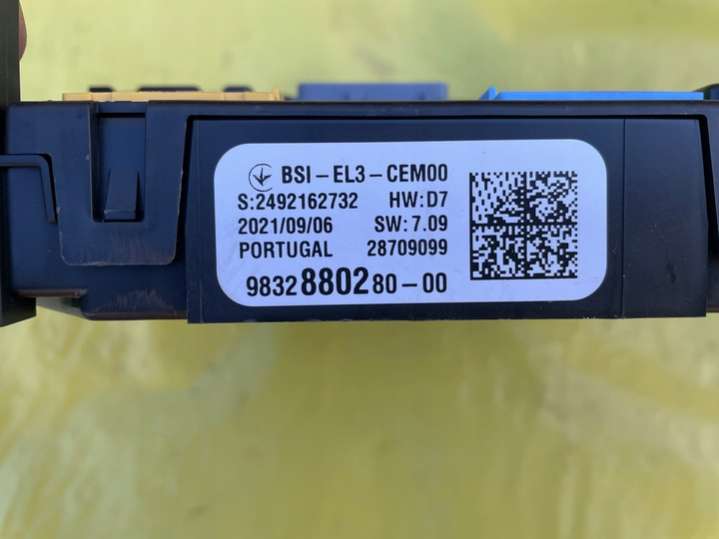 BSI-EL3-CEM00
S:2492162732 HW:D7
2021/09/06 SW:7.09
PORTUGAL 28709099
9832880280-00